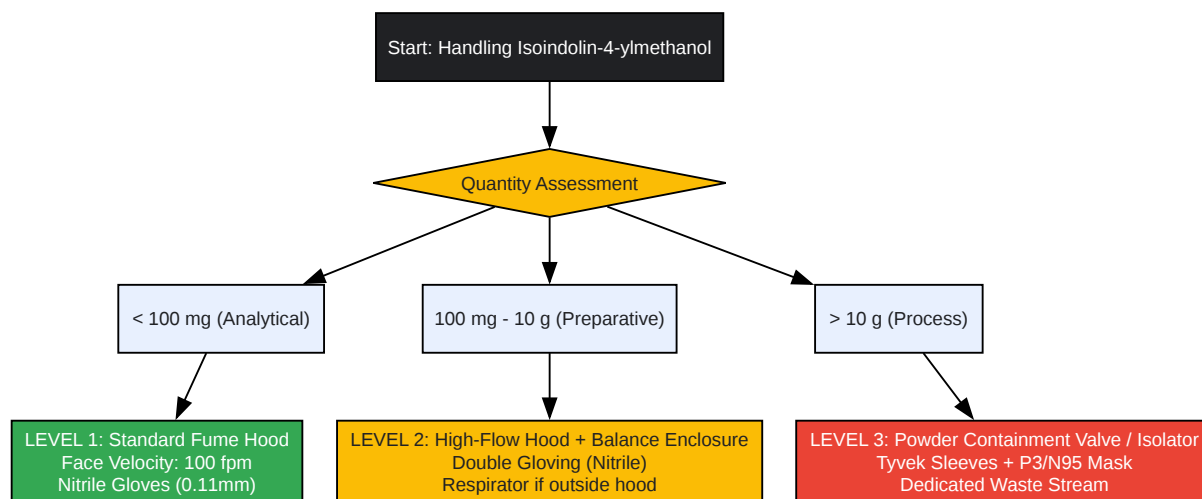 Start: Handling Isoindolin-4-ylmethanol
Quantity Assessment
< 100 mg (Analytical)
100 mg - 10 g (Preparative)
> 10 g (Process)
LEVEL 1: Standard Fume Hood
Face Velocity: 100 fpm
Nitrile Gloves (0.11mm)
LEVEL 2: High-Flow Hood + Balance Enclosure
Double Gloving (Nitrile)
Respirator if outside hood
LEVEL 3: Powder Containment Valve / Isolator
Tyvek Sleeves + P3/N95 Mask
Dedicated Waste Stream